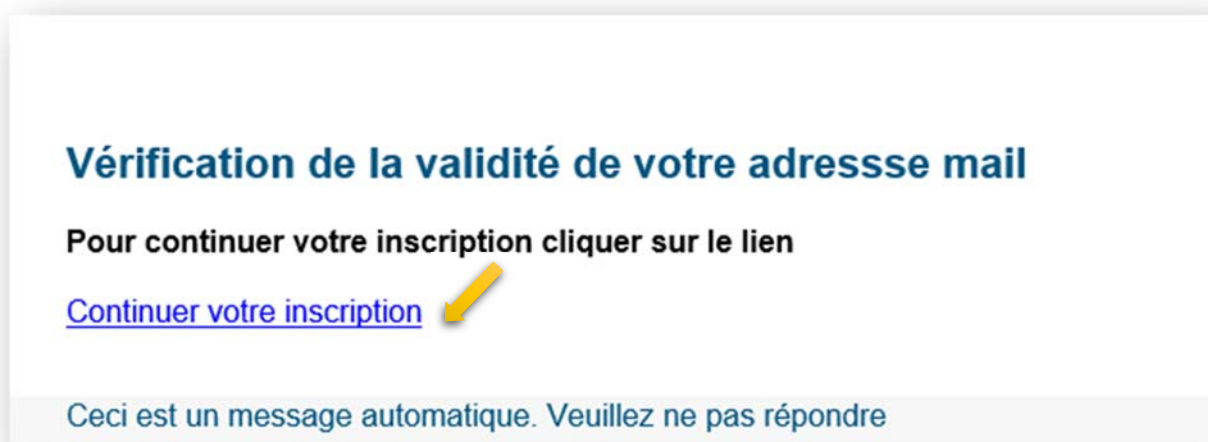 Vérification de la validité de votre adressse mail
Pour continuer votre inscription cliquer sur le lien
Continuer votre inscription
Ceci est un message automatique. Veuillez ne pas répondre